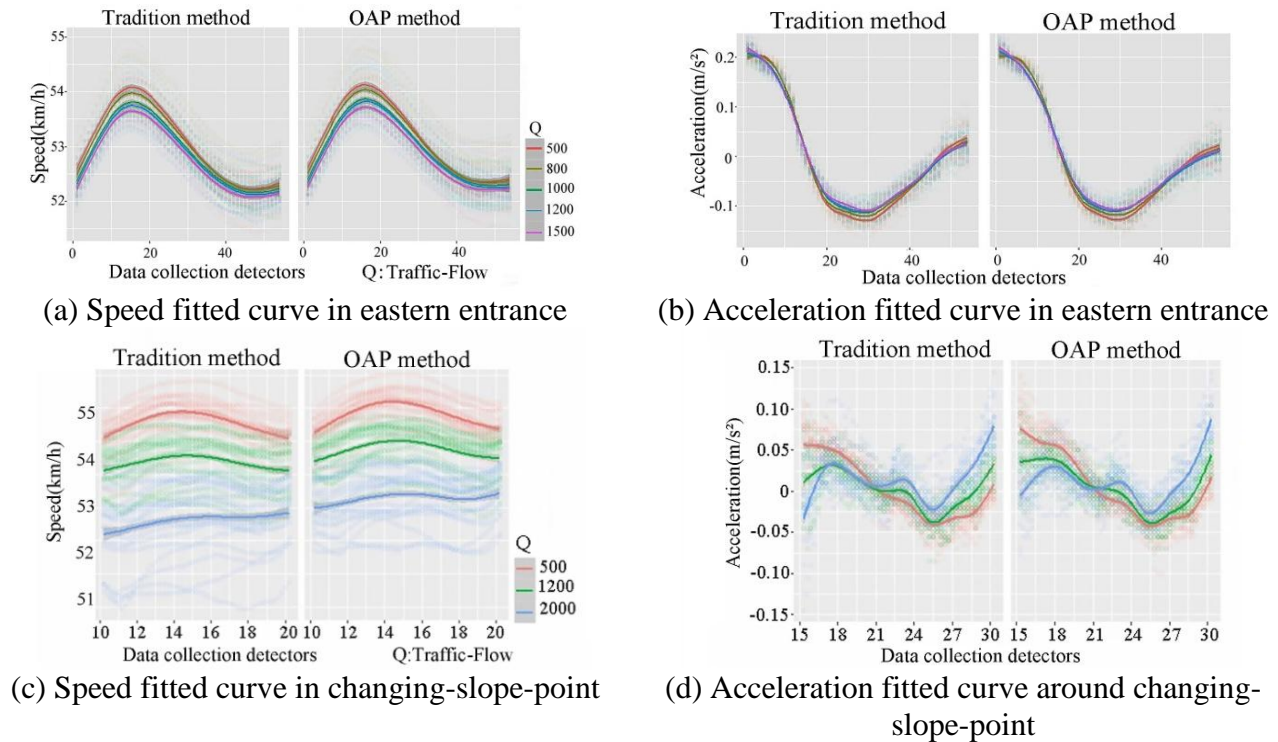 Tradition method OAP method
55
54
53
52
Speed(km/h)
Q
500
800
1000
1200
1500
0 20 40 20 40
Data collection detectors Q:Traffic-Flow
(a) Speed fitted curve in eastern entrance
Tradition method OAP method
0.2
0.1
0
-0.1
Acceleration(m/s²)
0 20 40 0 20 40
Data collection detectors
(b) Acceleration fitted curve in eastern entrance
Tradition method OAP method
55
54
53
52
51
Speed(km/h)
Q
500
1200
2000
10 12 14 16 18 20 10 12 14 16 18 20
Data collection detectors Q:Traffic-Flow
(c) Speed fitted curve in changing-slope-point
Tradition method OAP method
0.15
0.10
0.05
0
-0.05
-0.10
-0.15
Acceleration(m/s²)
15 18 21 24 27 30 15 18 21 24 27 30
Data collection detectors
(d) Acceleration fitted curve around changing-
slope-point